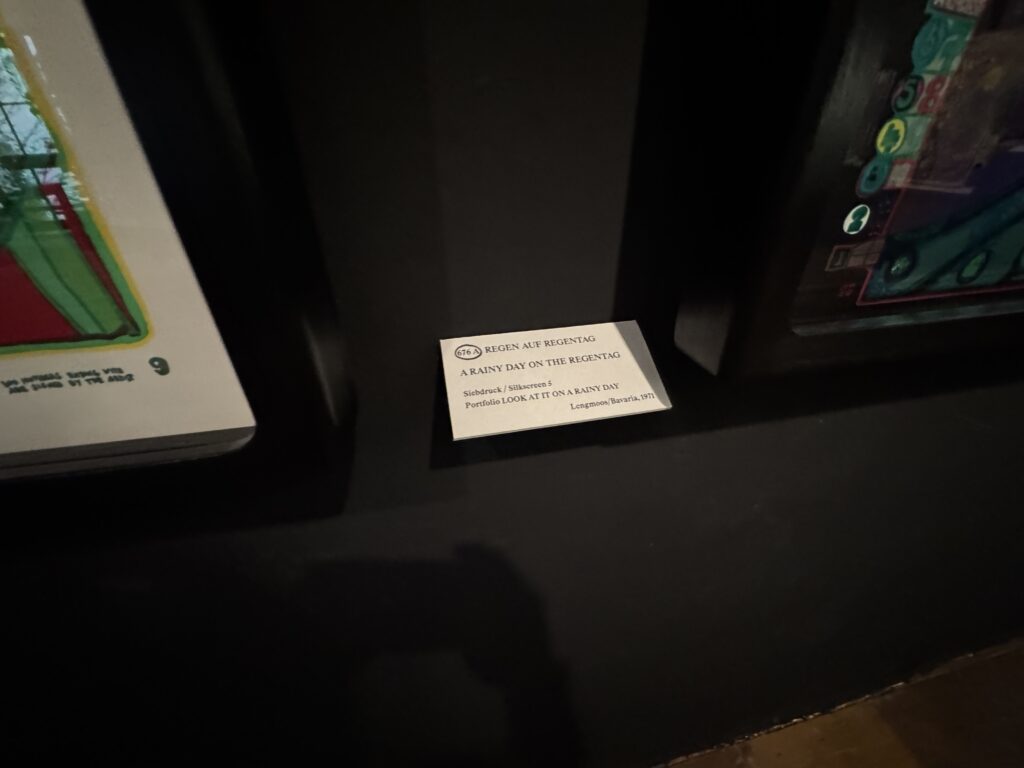 676 A REGEN AUF REGENTAG
A RAINY DAY ON THE REGENTAG
Siebdruck / Silkscreen 5
Portfolio LOOK AT IT ON A RAINY DAY
Lengmoos/Bavaria, 1971
9
58